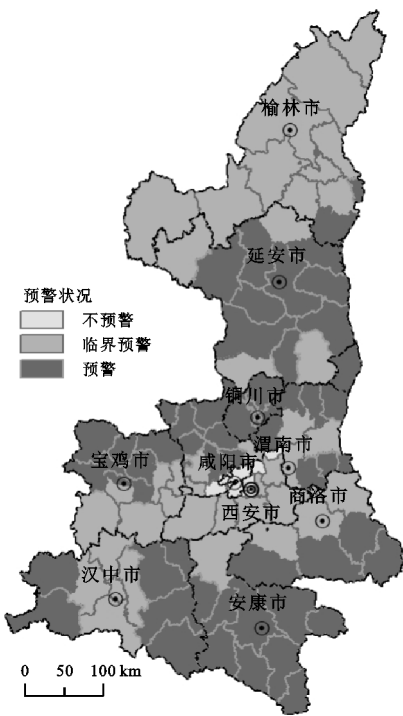 榆林市
延安市
预警状况
不预警
临界预警
预警
铜川市
渭南市
宝鸡市
咸阳市
西安市
商洛市
汉中市
安康市
0 50 100 km